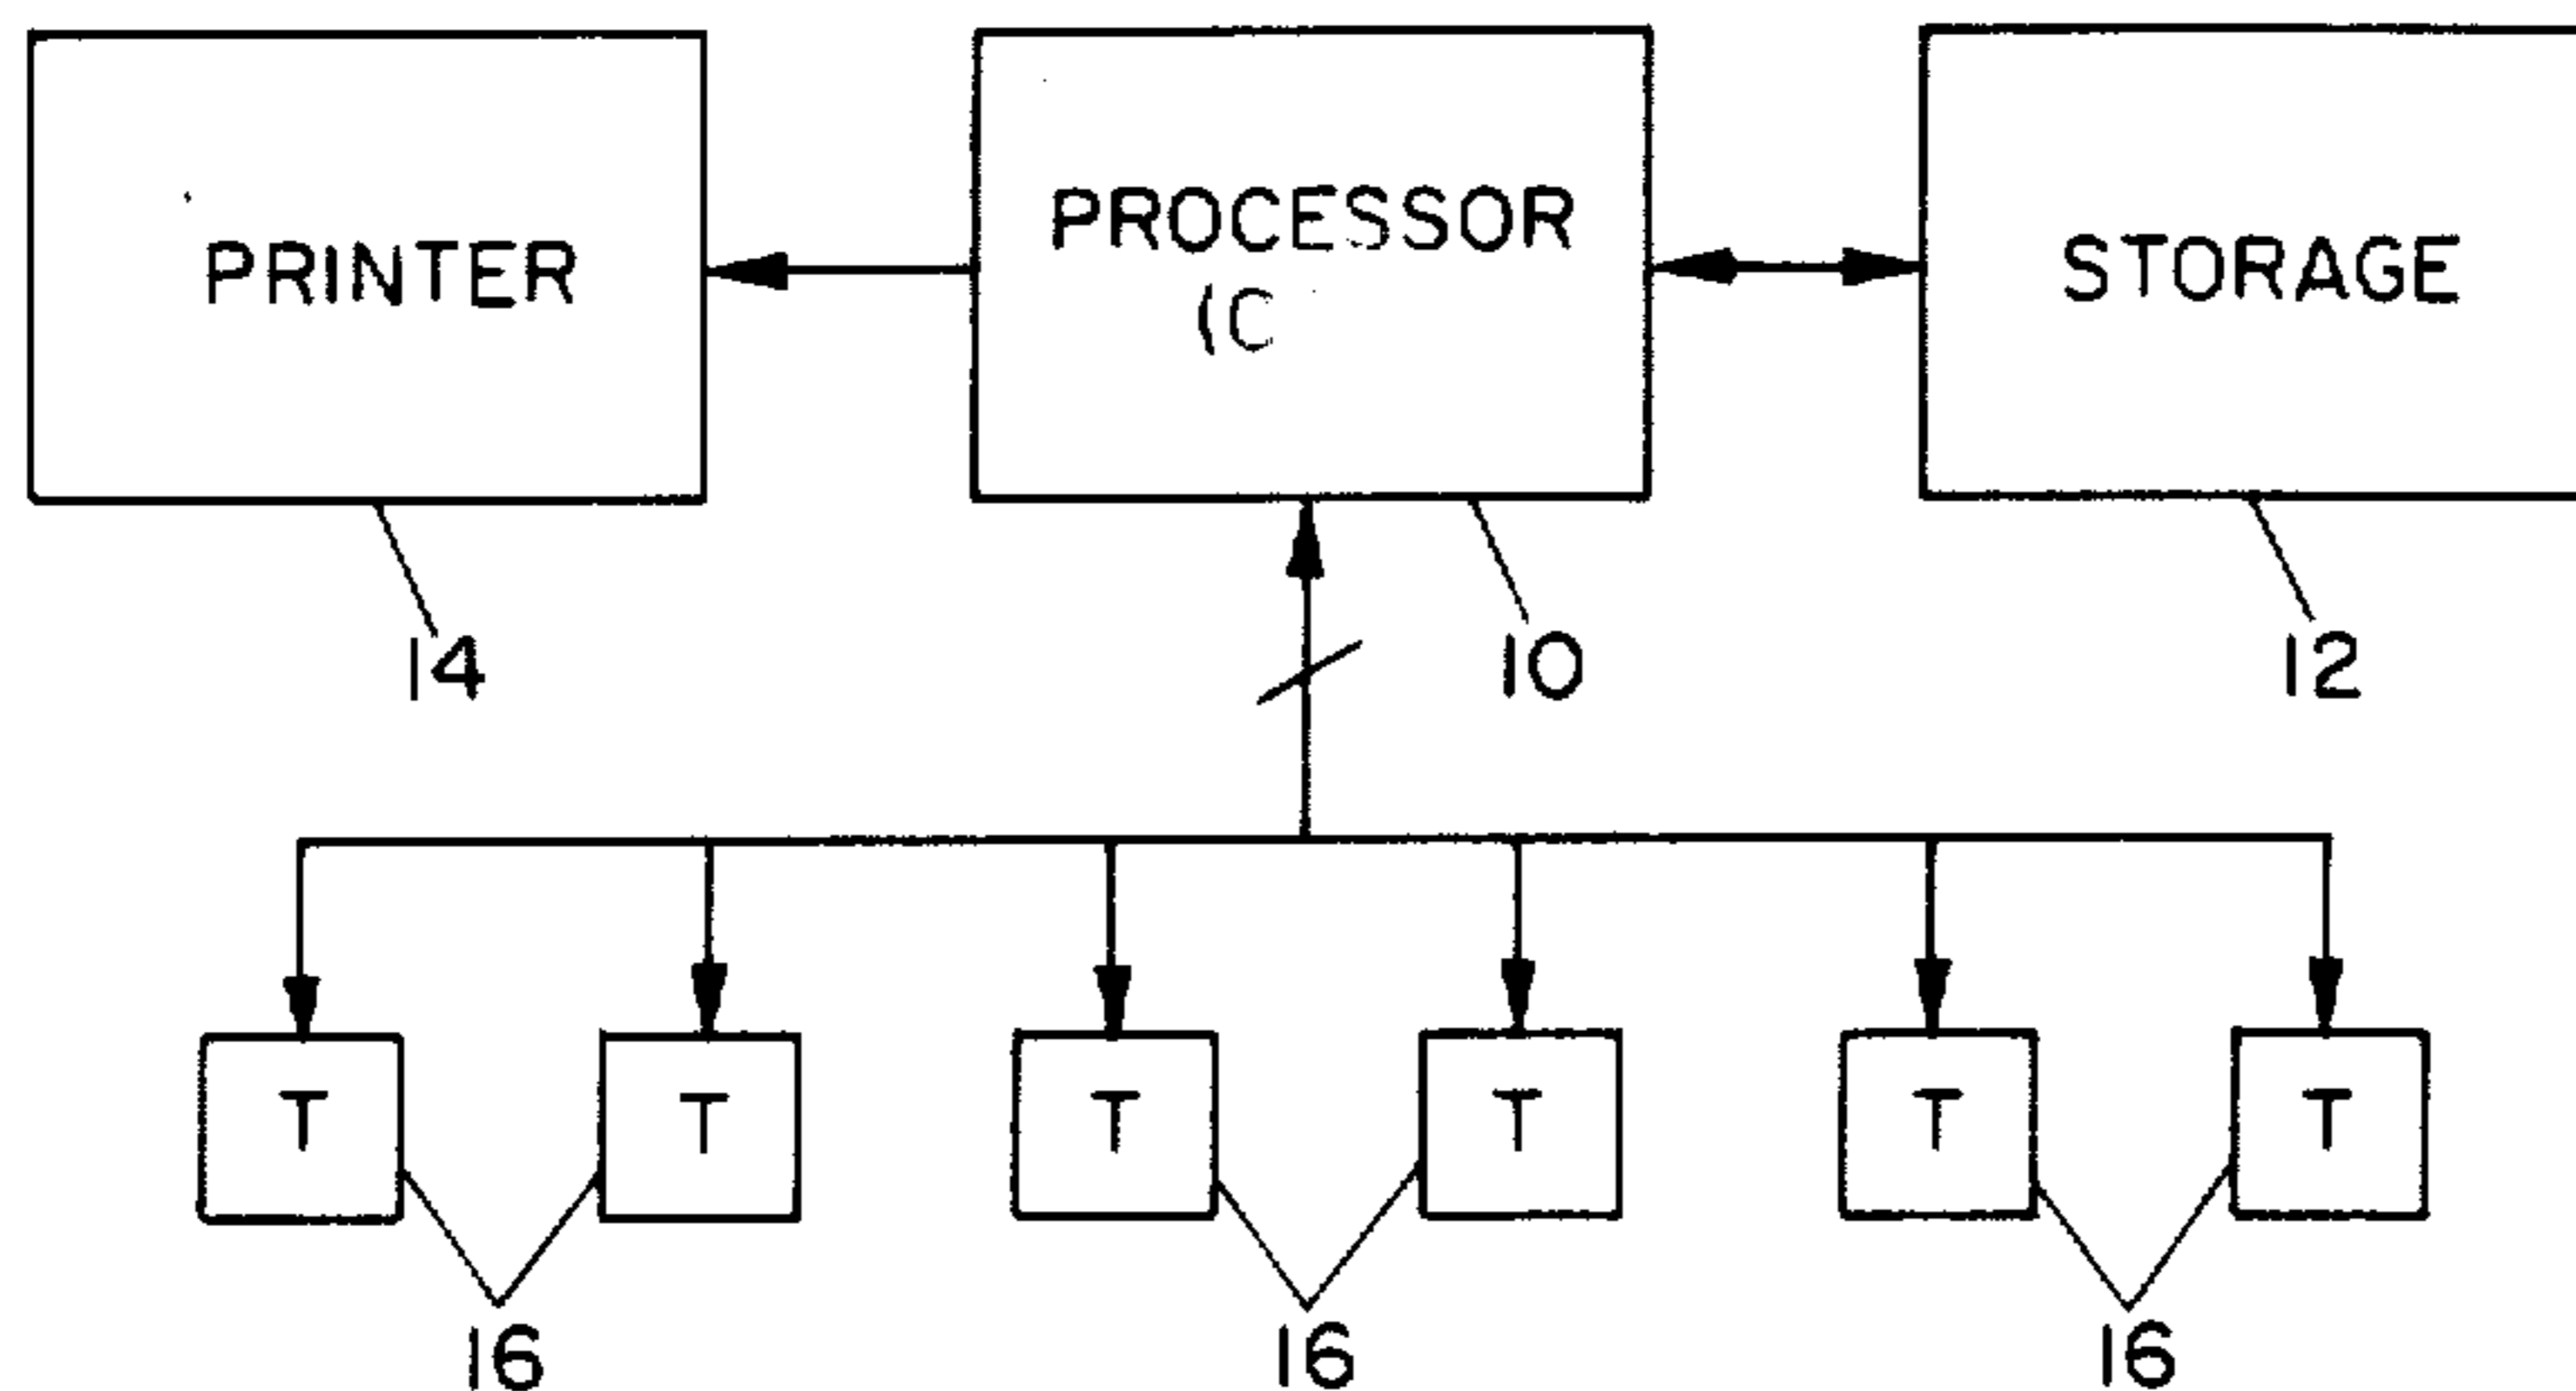 PRINTER
PROCESSOR
(C
STORAGE
14
10
12
T T T T T T
16 16 16